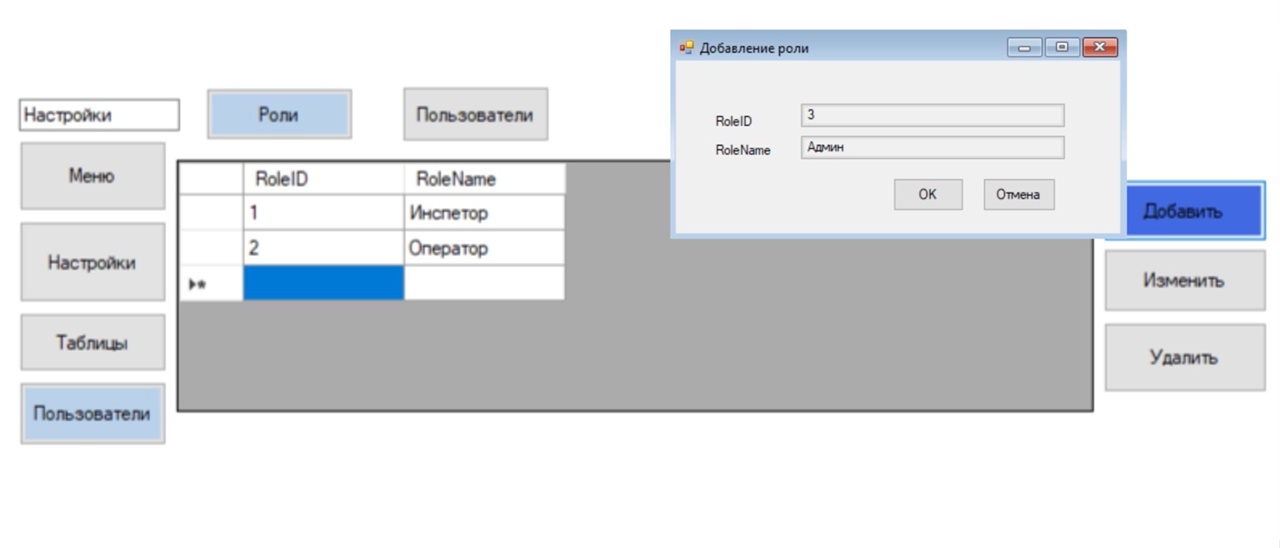 Добавление роли
Настройки
Роли
Пользователи
RoleID
3
RoleName
Админ
OK
Отмена
Меню
Настройки
Таблицы
Пользователи
RoleID RoleName
1 Инспетор
2 Оператор
Добавить
Изменить
Удалить